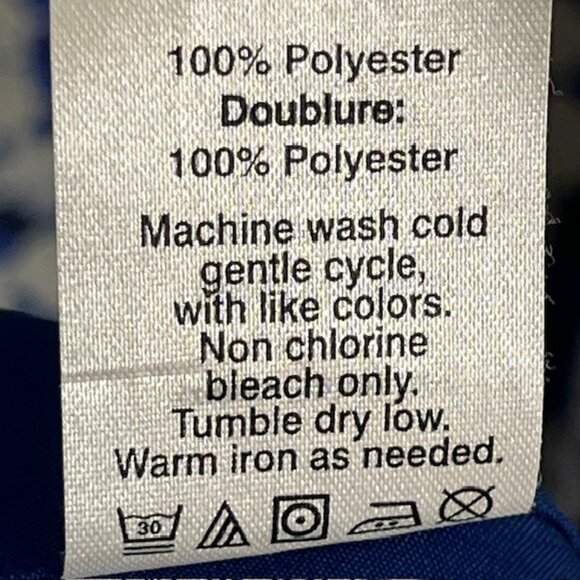 100% Polyester
Doublure:
100% Polyester
Machine wash cold
gentle cycle,
with like colors.
Non chlorine
bleach only.
Tumble dry low.
Warm iron as needed.
30